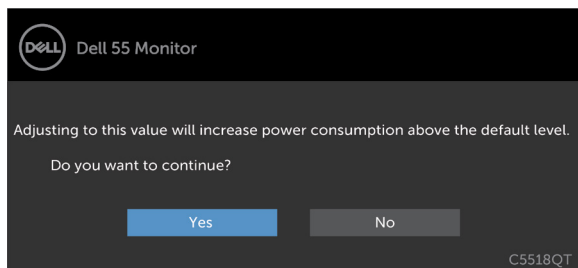 DELL
Dell 55 Monitor
Adjusting to this value will increase power consumption above the default level.
Do you want to continue?
Yes
No
C5518QT